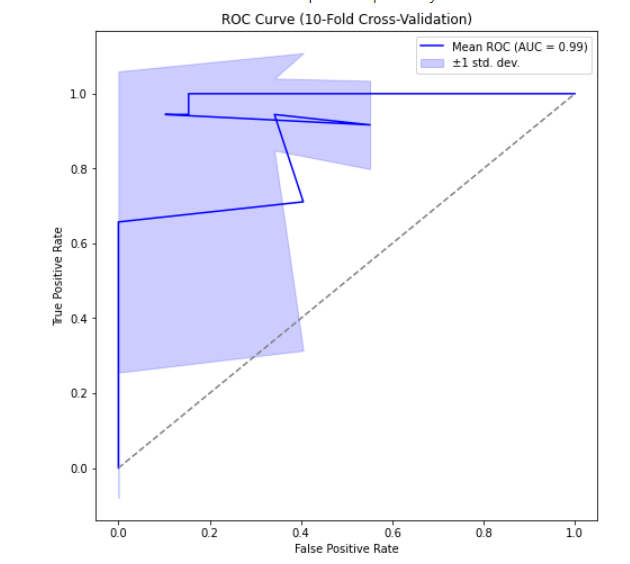 ROC Curve (10-Fold Cross-Validation)
Mean ROC (AUC = 0.99)
±1 std. dev.
1.0
0.8
0.6
0.4
0.2
0.0
True Positive Rate
0.0 0.2 0.4 0.6 0.8 1.0
False Positive Rate